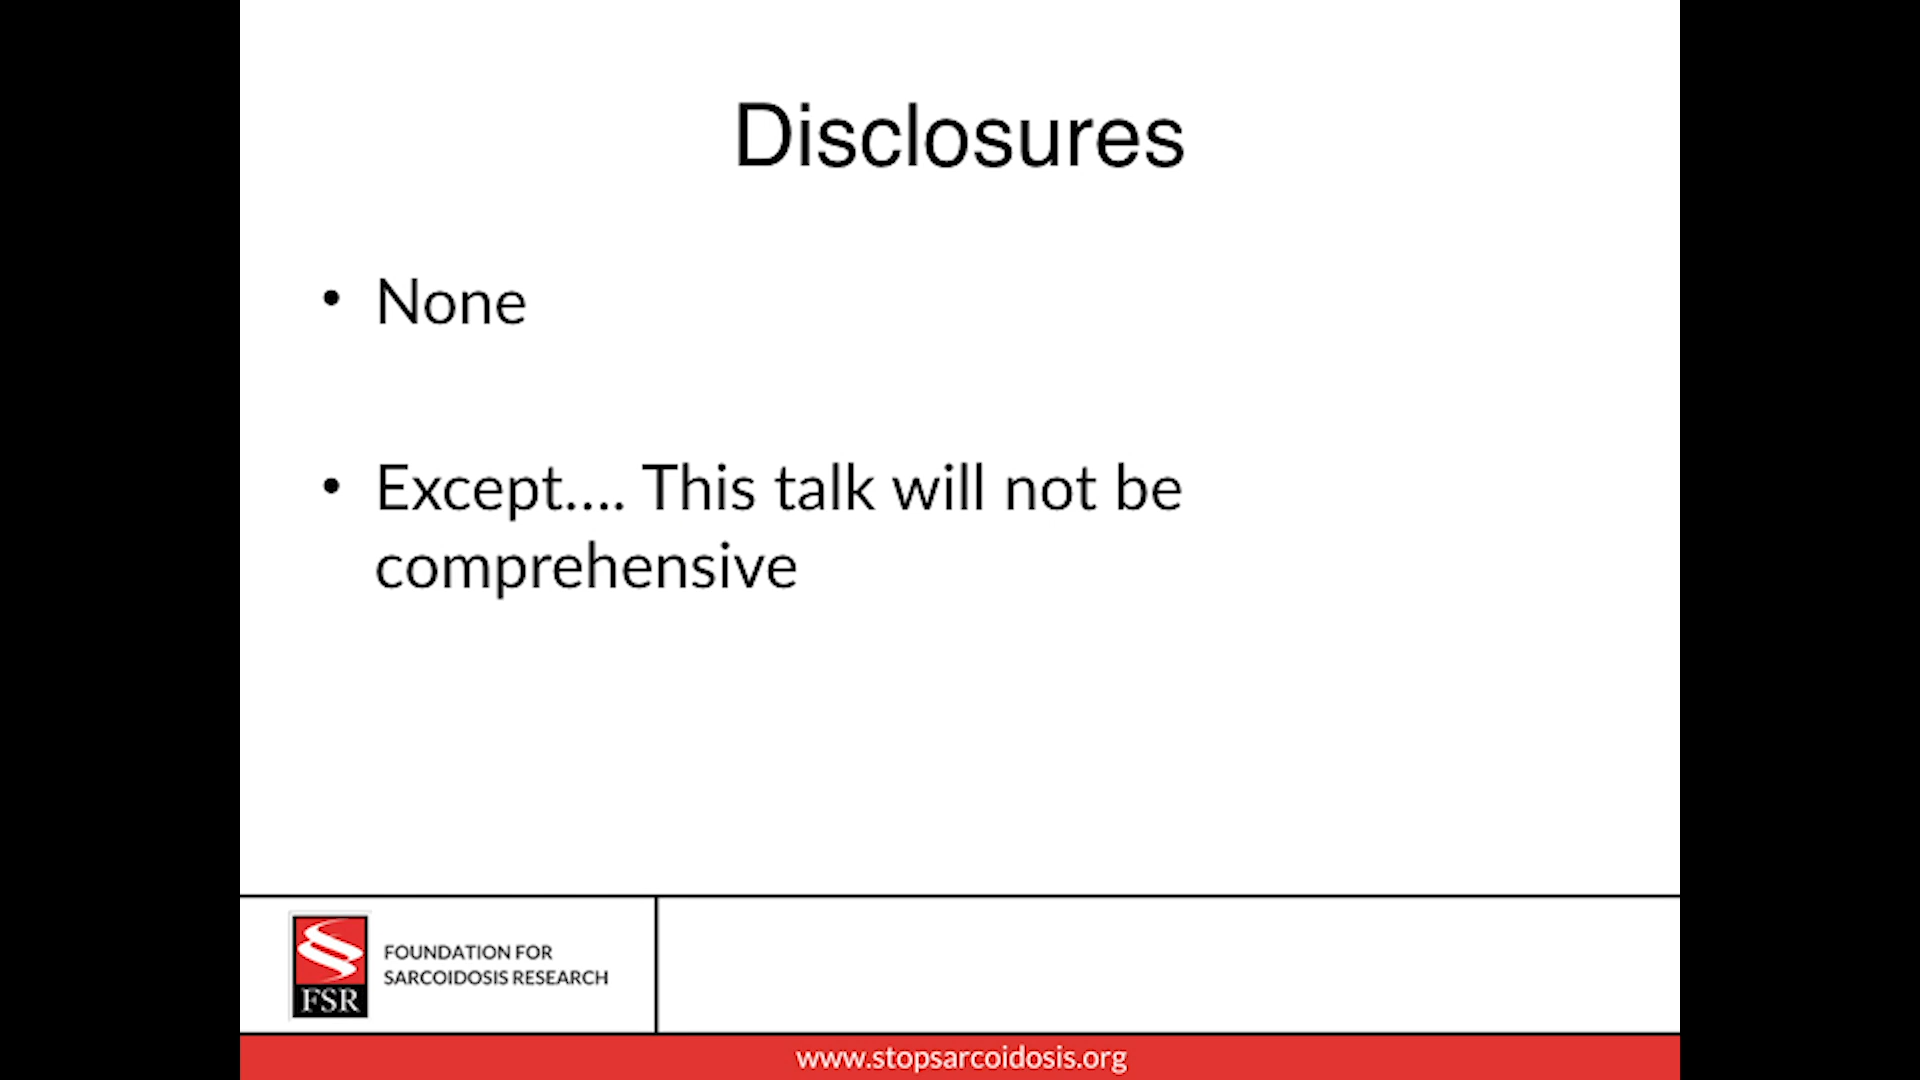 Disclosures
• None
• Except.... This talk will not be
comprehensive
FSR
FOUNDATION FOR
SARCOIDOSIS RESEARCH
www.stopsarcoidosis.org